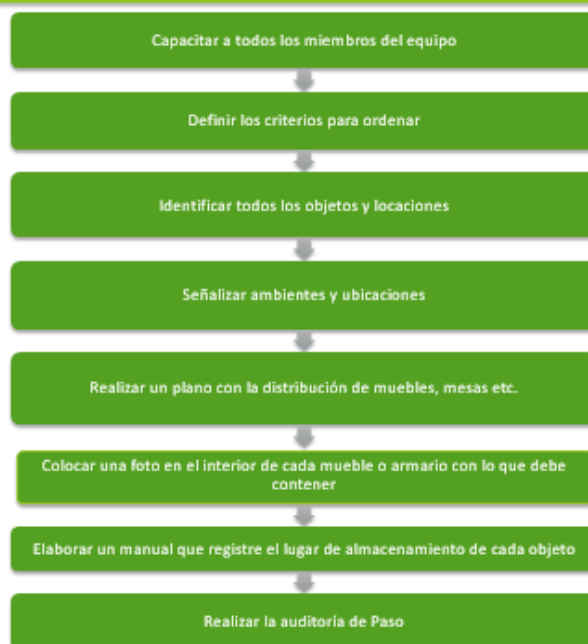 Capacitar a todos los miembros del equipo
Definir los criterios para ordenar
Identificar todos los objetos y locaciones
Señalizar ambientes y ubicaciones
Realizar un plano con la distribución de muebles, mesas etc.
Colocar una foto en el interior de cada mueble o armario con lo que debe
contener
Elaborar un manual que registre el lugar de almacenamiento de cada objeto
Realizar la auditoria de Paso